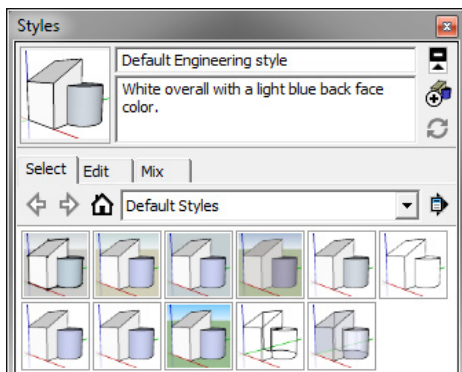 Styles
Default Engineering style
White overall with a light blue back face
color.
Select Edit Mix
Default Styles